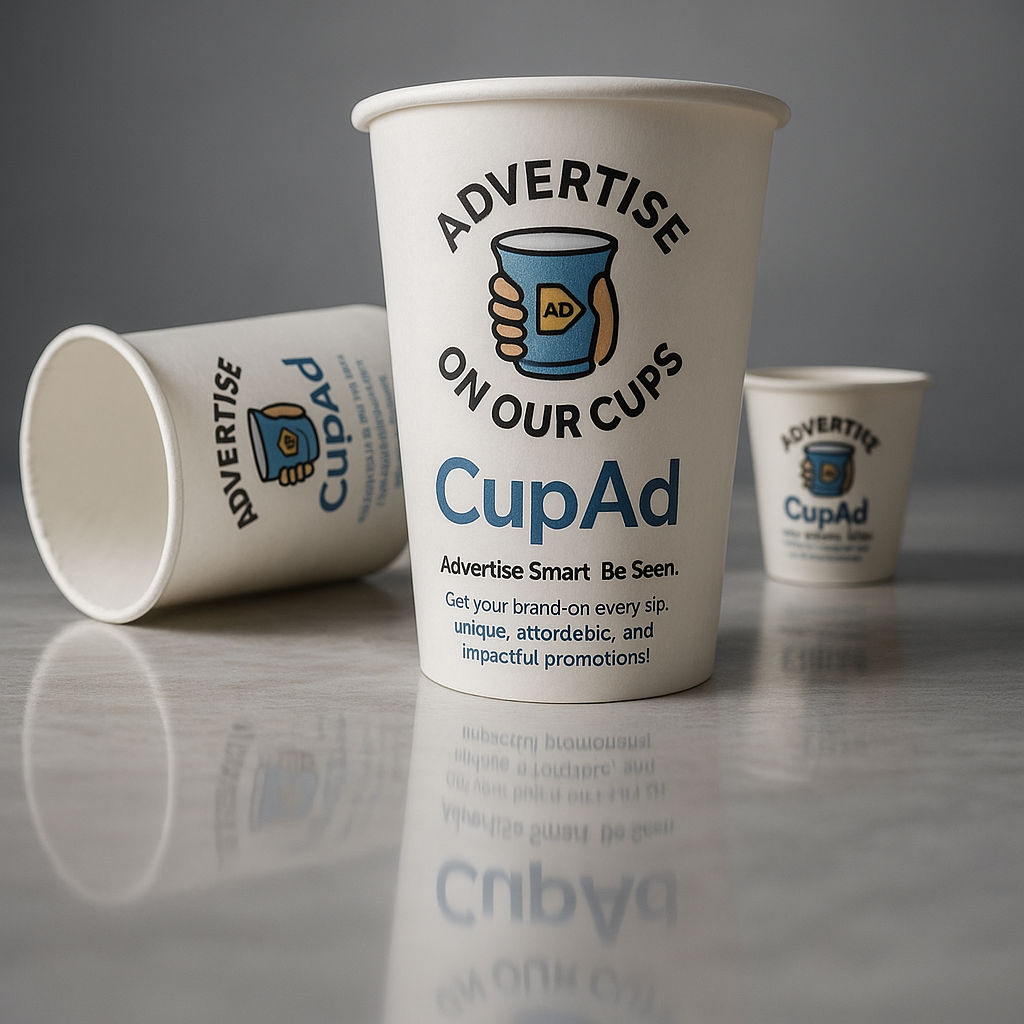 ADVERTISE
AD
ON OUR CUPS
CupAd
Advertise Smart Be Seen.
Get your brand-on every sip.
unique, attordebic, and
impactful promotions!
ADVERTISE
CupAd
ADVERTISE
CupAd